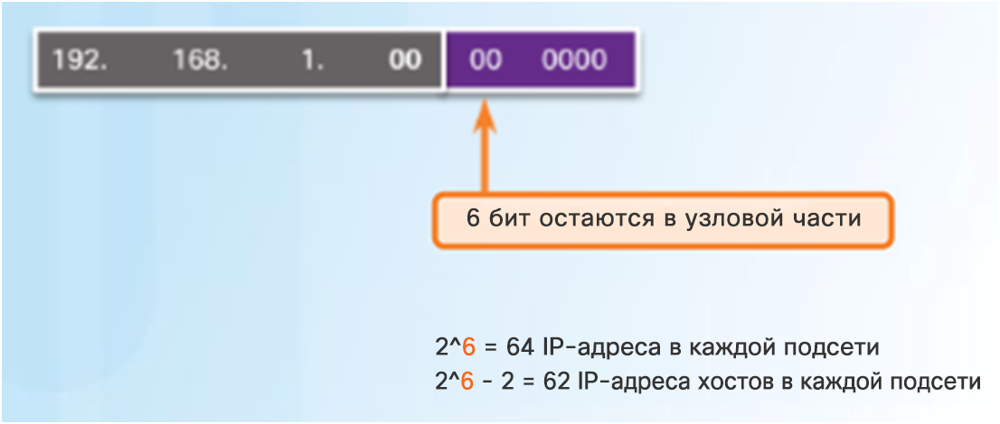 192. 168. 1. 00 00 0000
6 бит остаются в узловой части
2^6 = 64 IP-адреса в каждой подсети
2^6 - 2 = 62 IP-адреса хостов в каждой подсети